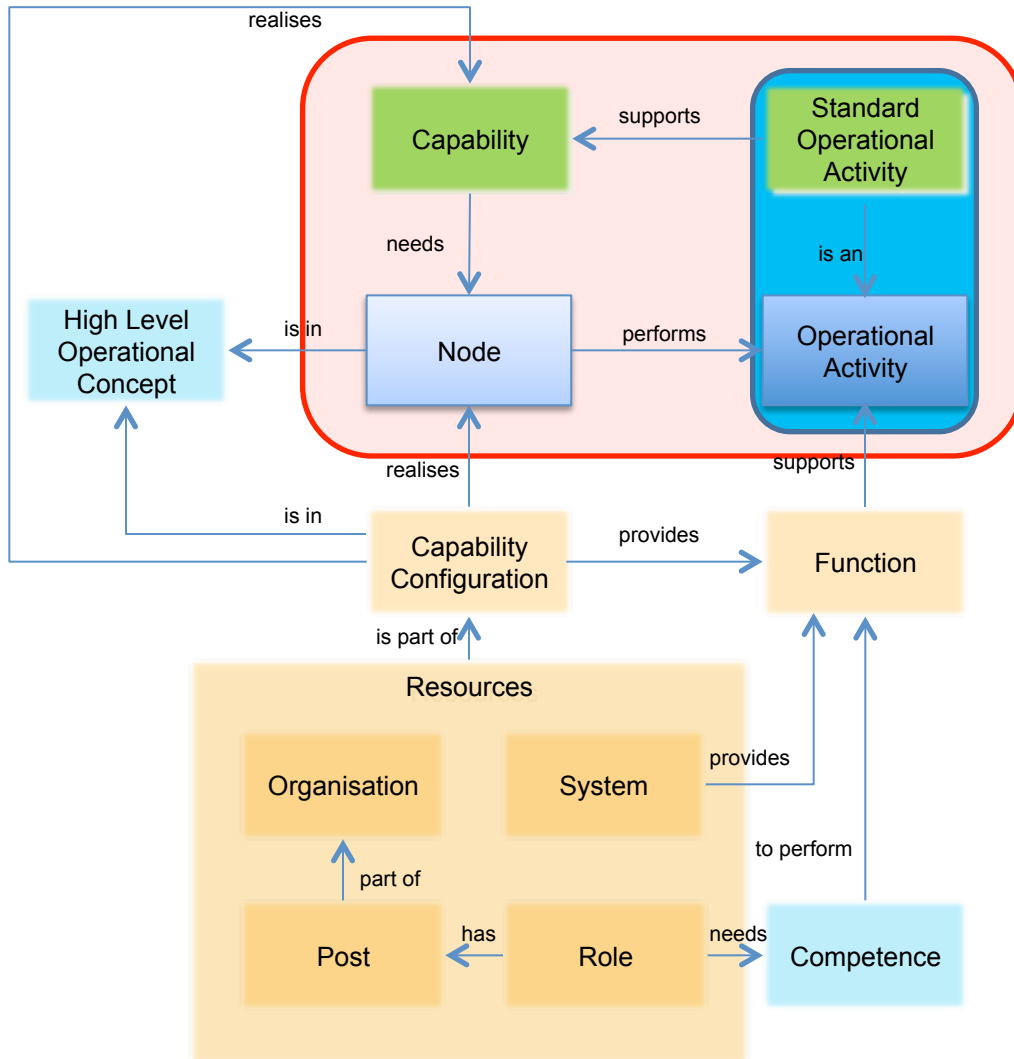 realises
Capability
supports
Standard
Operational
Activity
needs
is an
High Level
Operational
Concept
is in
Node
performs
Operational
Activity
realises
supports
is in
Capability
Configuration
provides
Function
is part of
Resources
Organisation
System
provides
part of
to perform
Post
has
Role
needs
Competence